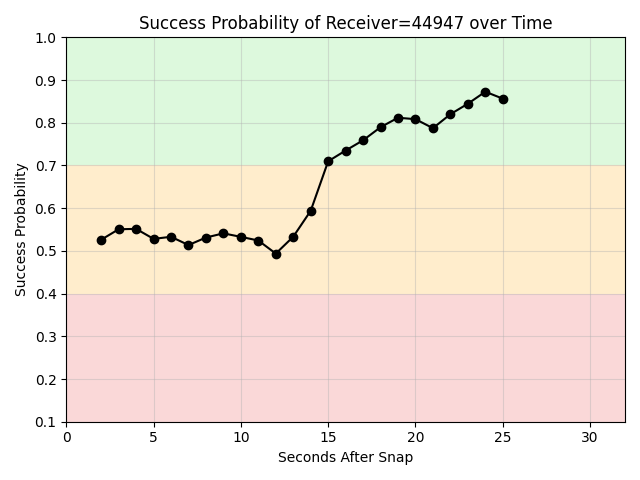 Success Probability of Receiver=44947 over Time
1.0
0.9
0.8
0.7
0.6
0.5
0.4
0.3
0.2
0.1
Success Probability
0 5 10 15 20 25 30
Seconds After Snap